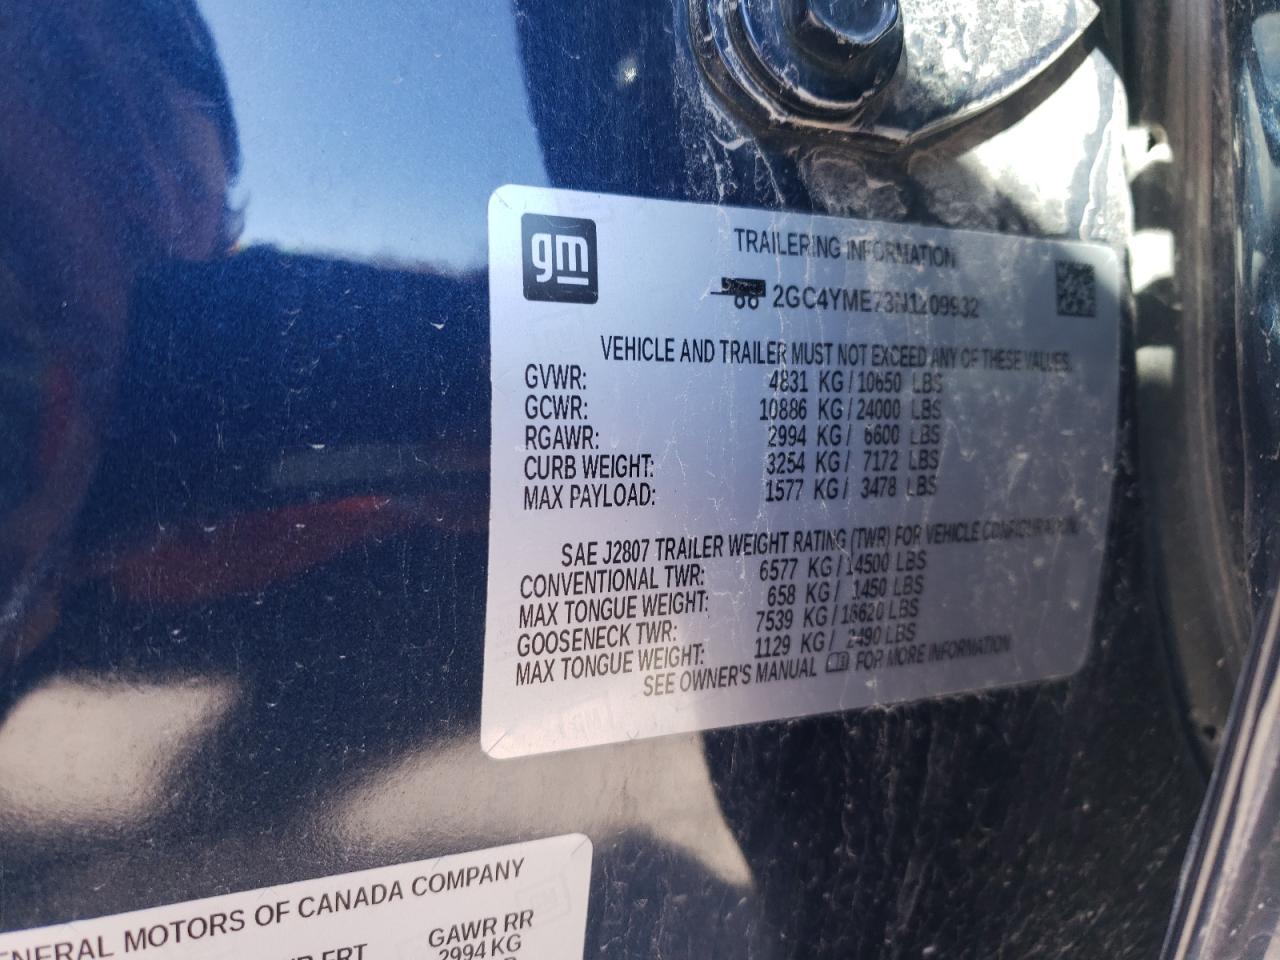 gm
TRAILERING INFORMATION
2GC4YME73N1209932
VEHICLE AND TRAILER MUST NOT EXCEED ANY OF THESE VALUES.
GVWR: 4831 KG / 10650 LBS
GCWR: 10886 KG / 24000 LBS
RGAWR: 2994 KG / 6600 LBS
CURB WEIGHT: 3254 KG / 7172 LBS
MAX PAYLOAD: 1577 KG / 3478 LBS
SAE J2807 TRAILER WEIGHT RATING (TWR) FOR VEHICLE CONFIGURATION.
CONVENTIONAL TWR: 6577 KG / 14500 LBS
MAX TONGUE WEIGHT: 658 KG / 1450 LBS
GOOSENECK TWR: 7539 KG / 16620 LBS
MAX TONGUE WEIGHT: 1129 KG / 2490 LBS
SEE OWNER'S MANUAL FOR MORE INFORMATION
ENERAL MOTORS OF CANADA COMPANY
FRT GAWR RR
2994 KG